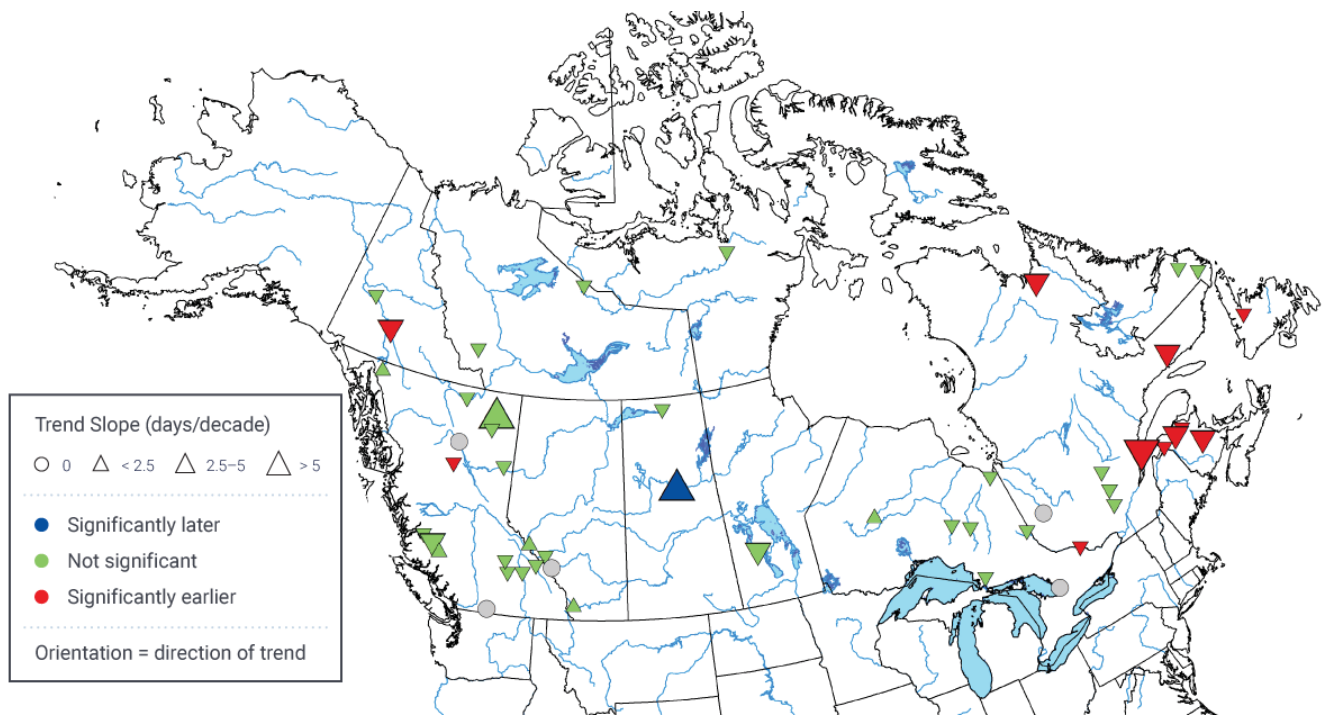 Trend Slope (days/decade)
0 < 2.5 2.5–5 > 5
Significantly later
Not significant
Significantly earlier
Orientation = direction of trend